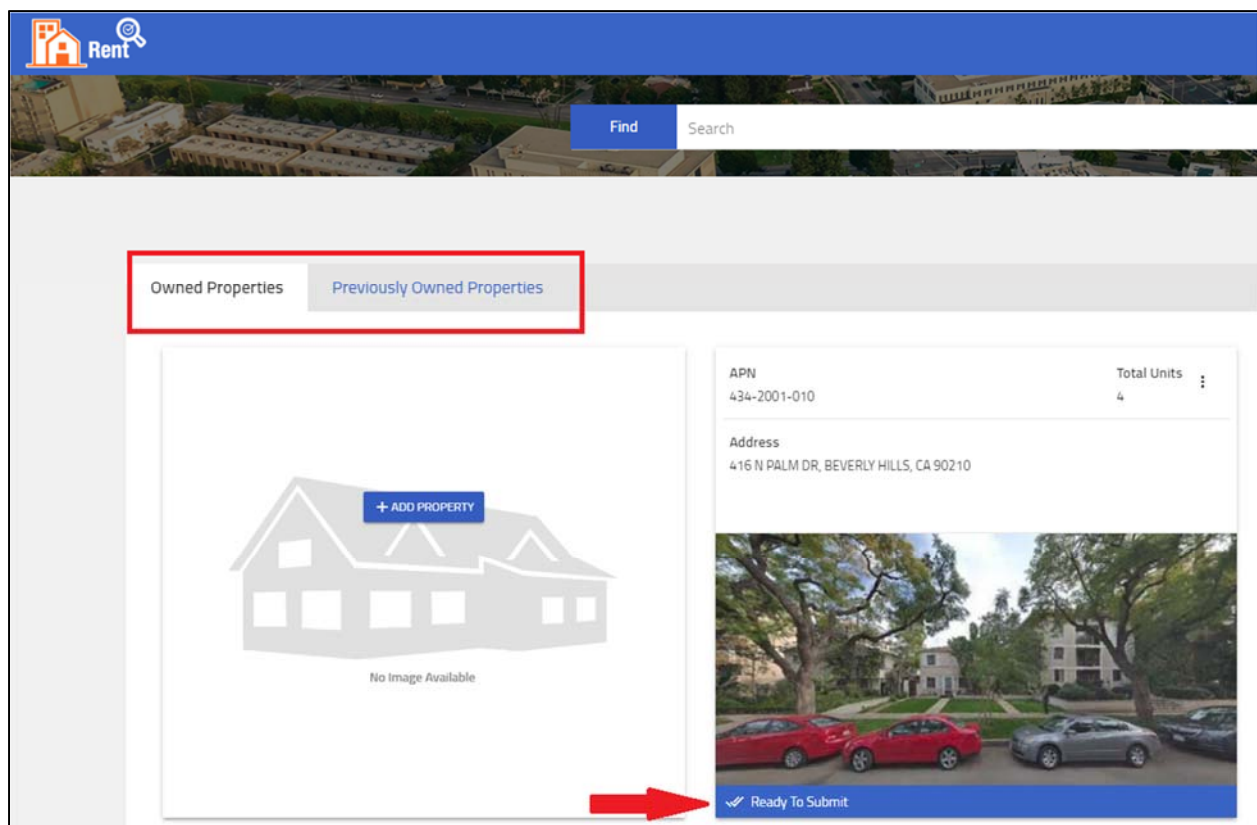 Rent
Find Search
Owned Properties Previously Owned Properties
+ ADD PROPERTY
No Image Available
APN Total Units
434-2001-010 4
Address
416 N PALM DR, BEVERLY HILLS, CA 90210
Ready To Submit